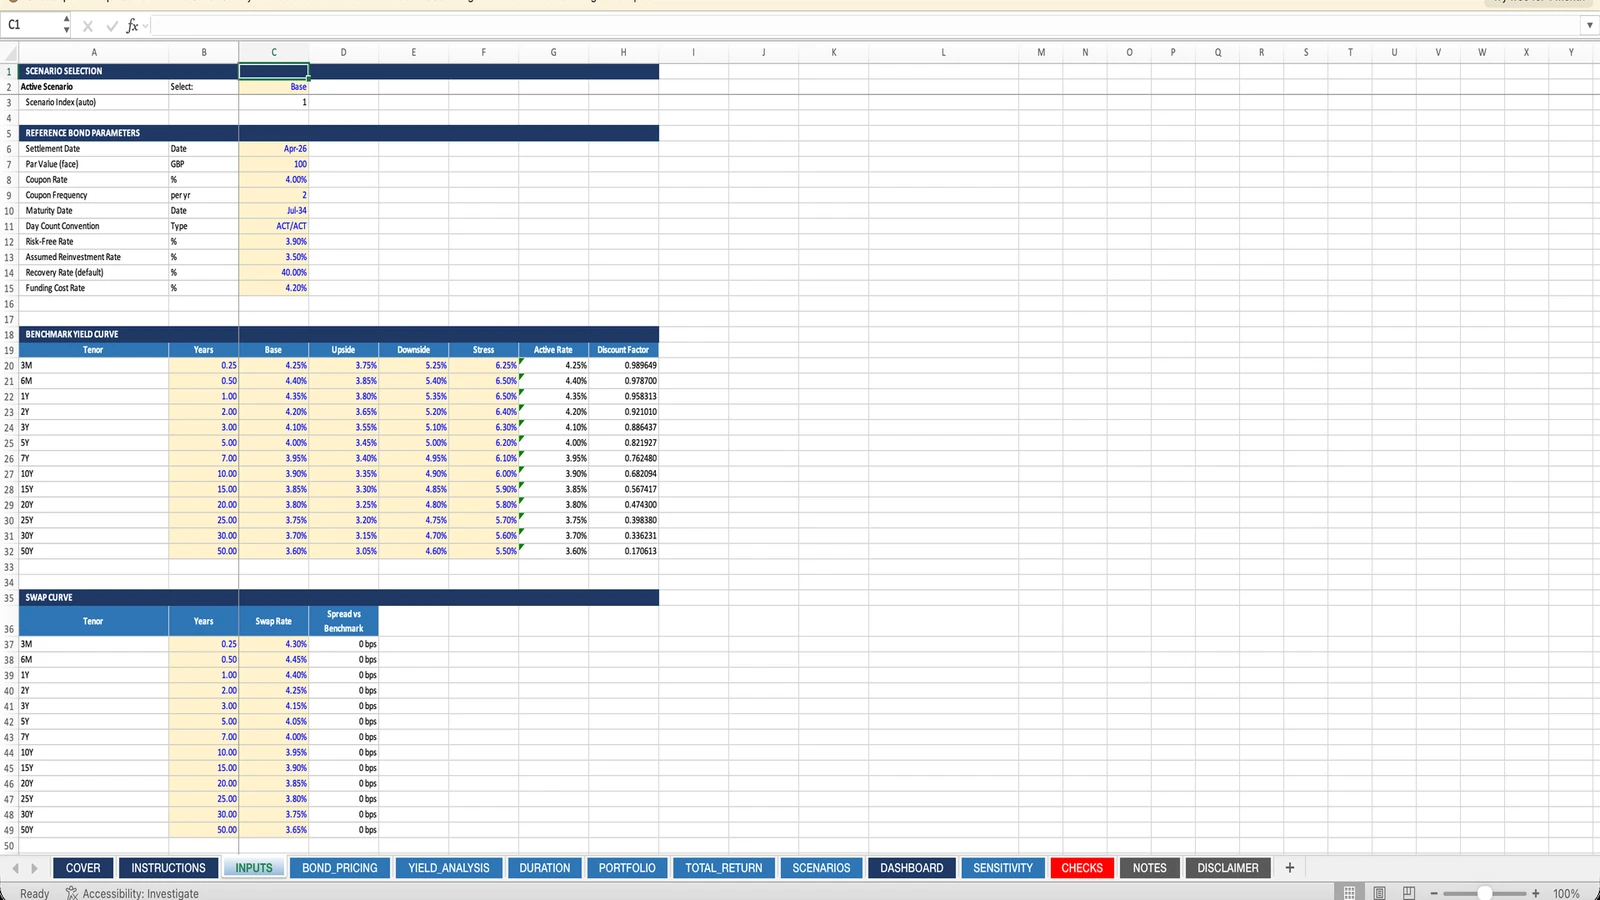 C1 fx
A B C D E F G H I J K L M N O P Q R S T U V W X Y
1 SCENARIO SELECTION
2 Active Scenario Select: Base
3 Scenario Index (auto) 1
4
5 REFERENCE BOND PARAMETERS
6 Settlement Date Date Apr-26
7 Par Value (face) GBP 100
8 Coupon Rate % 4.00%
9 Coupon Frequency per yr 2
10 Maturity Date Date Jul-34
11 Day Count Convention Type ACT/ACT
12 Risk-Free Rate % 3.90%
13 Assumed Reinvestment Rate % 3.50%
14 Recovery Rate (default) % 40.00%
15 Funding Cost Rate % 4.20%
16
17
18 BENCHMARK YIELD CURVE
19 Tenor Years Base Upside Downside Stress Active Rate Discount Factor
20 3M 0.25 4.25% 3.75% 5.25% 6.25% 4.25% 0.989649
21 6M 0.50 4.40% 3.85% 5.40% 6.50% 4.40% 0.978700
22 1Y 1.00 4.35% 3.80% 5.35% 6.50% 4.35% 0.958313
23 2Y 2.00 4.20% 3.65% 5.20% 6.40% 4.20% 0.921010
24 3Y 3.00 4.10% 3.55% 5.10% 6.30% 4.10% 0.886437
25 5Y 5.00 4.00% 3.45% 5.00% 6.20% 4.00% 0.821927
26 7Y 7.00 3.95% 3.40% 4.95% 6.10% 3.95% 0.762480
27 10Y 10.00 3.90% 3.35% 4.90% 6.00% 3.90% 0.682094
28 15Y 15.00 3.85% 3.30% 4.85% 5.90% 3.85% 0.567417
29 20Y 20.00 3.80% 3.25% 4.80% 5.80% 3.80% 0.474300
30 25Y 25.00 3.75% 3.20% 4.75% 5.70% 3.75% 0.398380
31 30Y 30.00 3.70% 3.15% 4.70% 5.60% 3.70% 0.336231
32 50Y 50.00 3.60% 3.05% 4.60% 5.50% 3.60% 0.170613
33
34
35 SWAP CURVE
36 Tenor Years Swap Rate Spread vs Benchmark
37 3M 0.25 4.30% 0 bps
38 6M 0.50 4.45% 0 bps
39 1Y 1.00 4.40% 0 bps
40 2Y 2.00 4.25% 0 bps
41 3Y 3.00 4.15% 0 bps
42 5Y 5.00 4.05% 0 bps
43 7Y 7.00 4.00% 0 bps
44 10Y 10.00 3.95% 0 bps
45 15Y 15.00 3.90% 0 bps
46 20Y 20.00 3.85% 0 bps
47 25Y 25.00 3.80% 0 bps
48 30Y 30.00 3.75% 0 bps
49 50Y 50.00 3.65% 0 bps
50
COVER INSTRUCTIONS INPUTS BOND_PRICING YIELD_ANALYSIS DURATION PORTFOLIO TOTAL_RETURN SCENARIOS DASHBOARD SENSITIVITY CHECKS NOTES DISCLAIMER +
Ready Accessibility: Investigate − + 100%